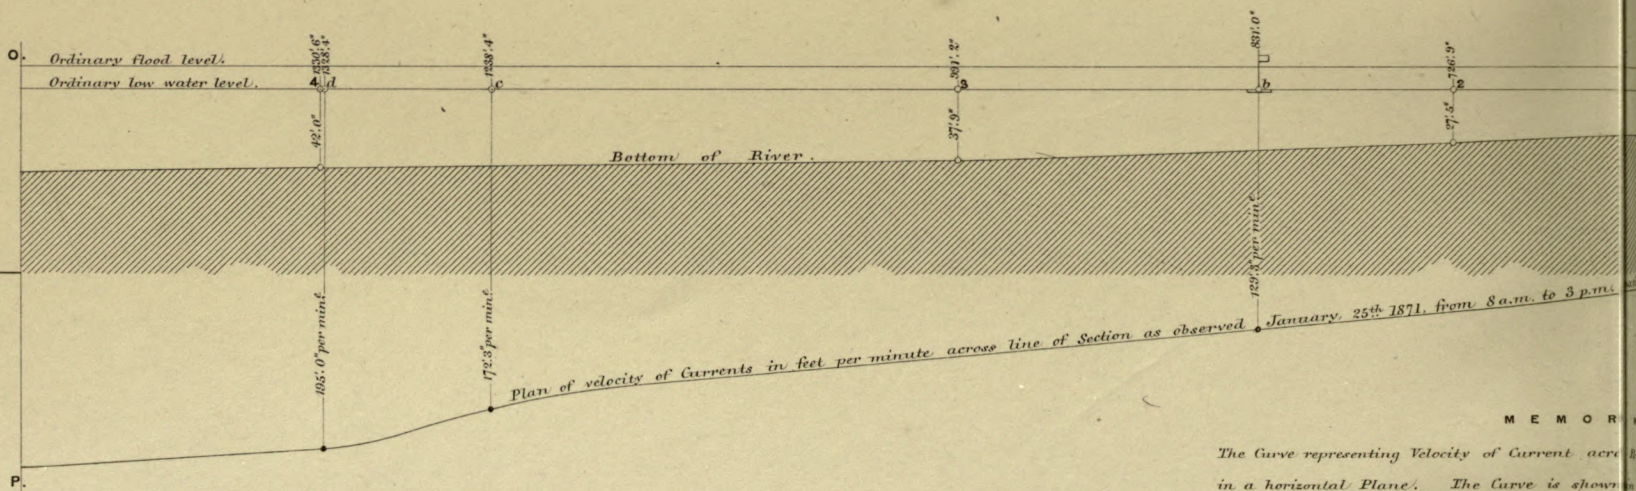 O.
Ordinary flood level.
1330'.6"
1328'.4"
1238'.4"
991'.2"
831'.0"
726'.9"
Ordinary low water level.
4 d
c
3
b
2
42'.0"
37'.9"
27'.5"
Bottom of River.
195'.0" per min.t
172'.3" per min.t
129'.8" per min.t
Plan of velocity of Currents in feet per minute across line of Section as observed January, 25th 1871, from 8 a.m. to 3 p.m.
P.
MEMOR
The Curve representing Velocity of Current acro
in a horizontal Plane. The Curve is shown